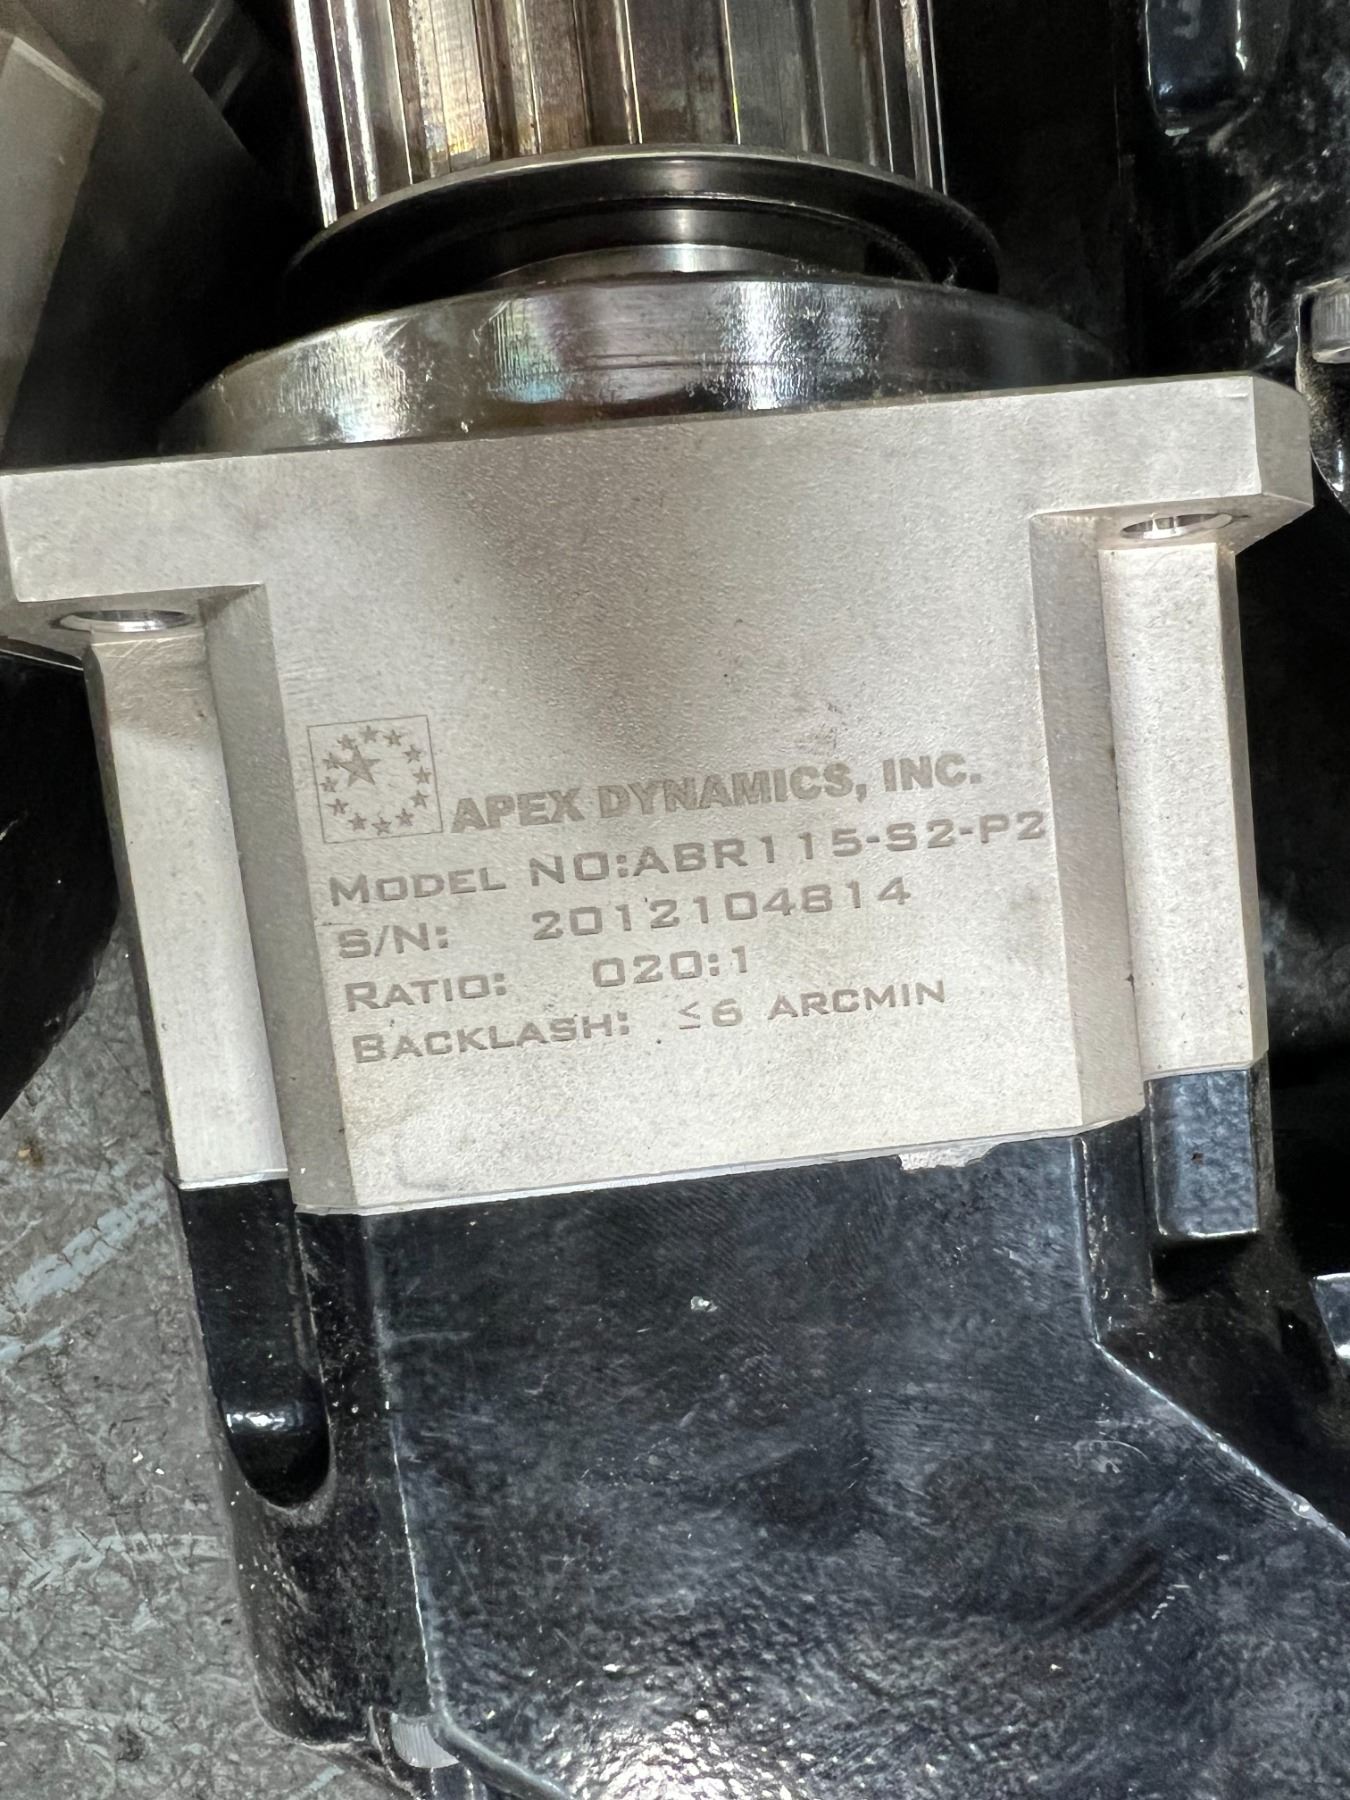 APEX DYNAMICS, INC.
MODEL NO:ABR115-S2-P2
S/N: 2012104814
RATIO: 020:1
BACKLASH: ≤6 ARCMIN